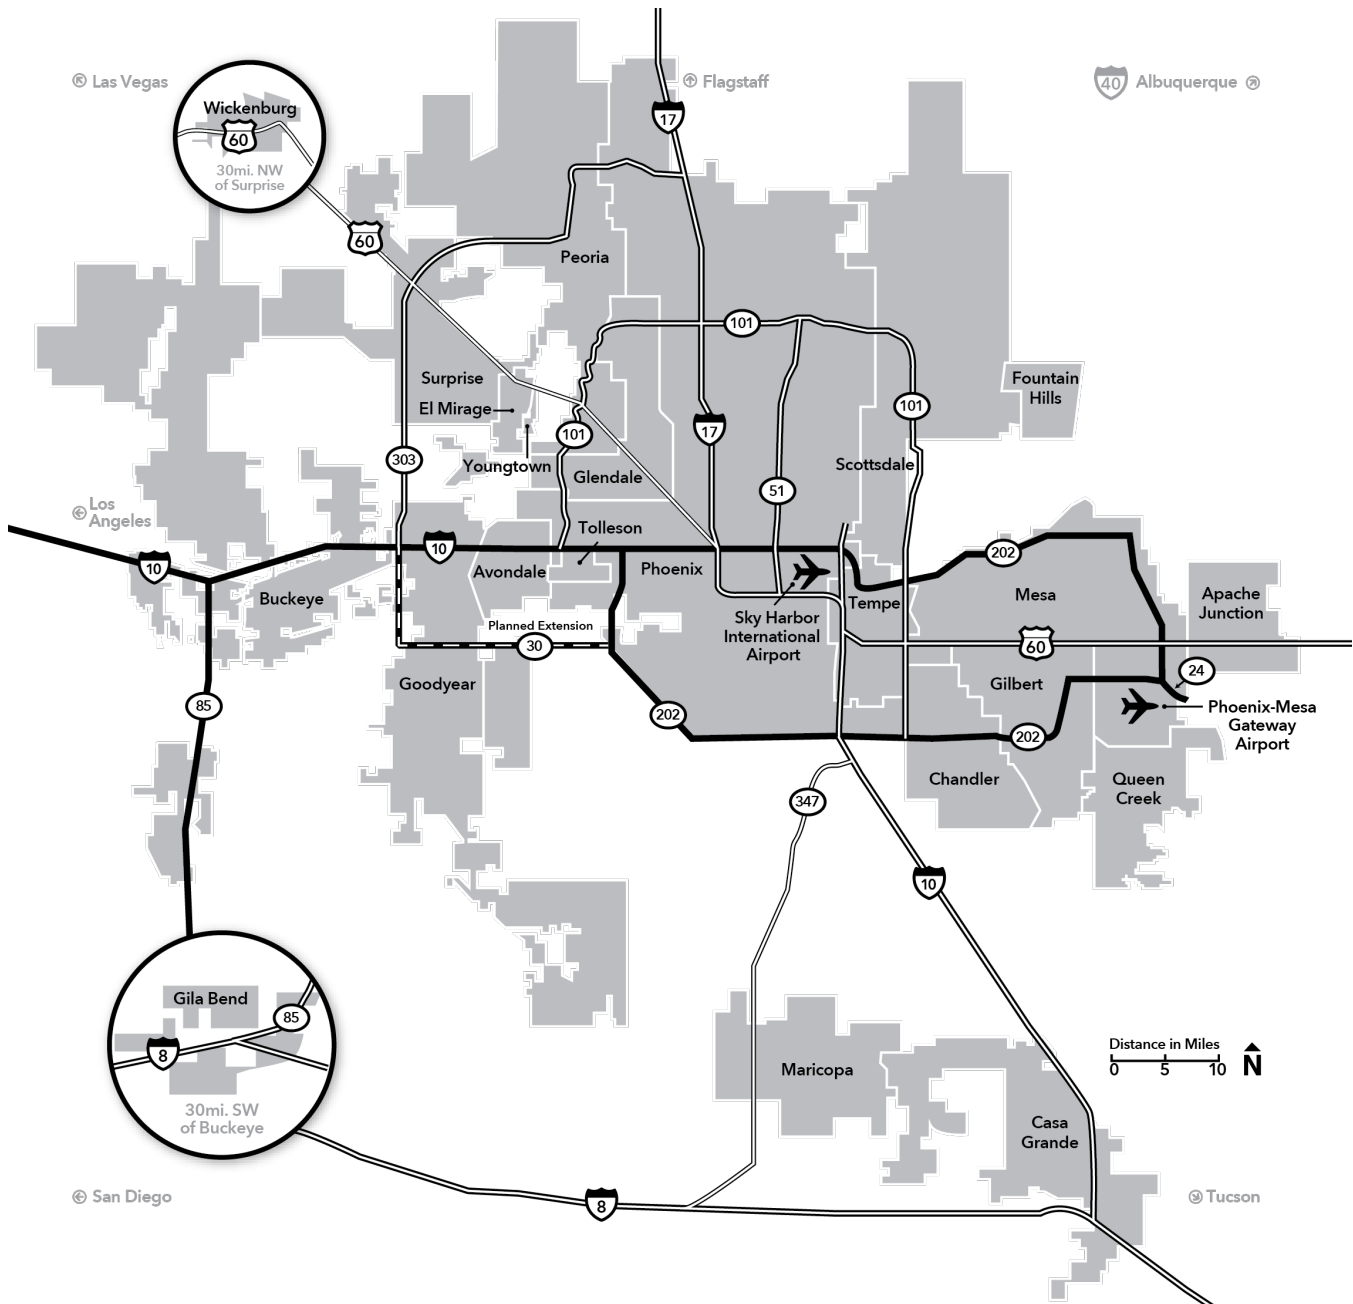 Las Vegas
Flagstaff
40
Albuquerque
Wickenburg
60
30mi. NW
of Surprise
17
60
Peoria
101
Surprise
El Mirage
Fountain
Hills
101
17
101
303
Youngtown
Glendale
Scottsdale
51
Los
Angeles
Tolleson
10
10
202
Avondale
Phoenix
Buckeye
Sky Harbor
International
Airport
Tempe
Mesa
Apache
Junction
Planned Extension
30
60
24
Goodyear
Gilbert
85
202
202
Phoenix-Mesa
Gateway
Airport
Chandler
Queen
Creek
347
10
Gila Bend
85
8
30mi. SW
of Buckeye
Distance in Miles
0 5 10
N
Maricopa
Casa
Grande
San Diego
8
Tucson